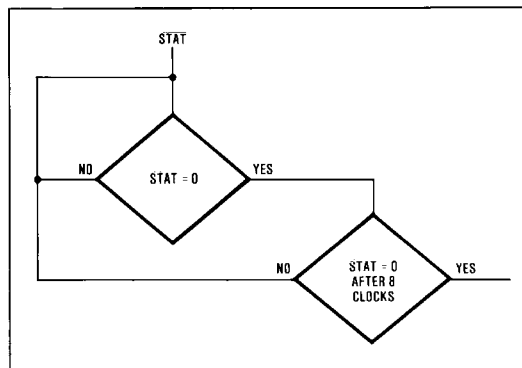 STAT
NO
STAT = 0
YES
NO
STAT = 0
AFTER 8
CLOCKS
YES